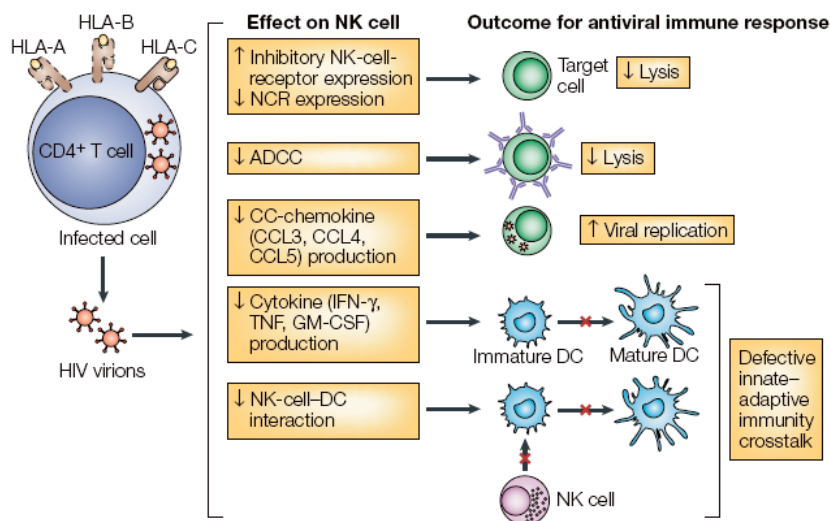 HLA-B
HLA-A
HLA-C
CD4+ T cell
Infected cell
HIV virions
Effect on NK cell
↑ Inhibitory NK-cell-
receptor expression
↓ NCR expression
↓ ADCC
↓ CC-chemokine
(CCL3, CCL4,
CCL5) production
↓ Cytokine (IFN-γ,
TNF, GM-CSF)
production
↓ NK-cell–DC
interaction
Outcome for antiviral immune response
Target
cell
↓ Lysis
↓ Lysis
↑ Viral replication
Immature DC
Mature DC
NK cell
Defective
innate–
adaptive
immunity
crosstalk